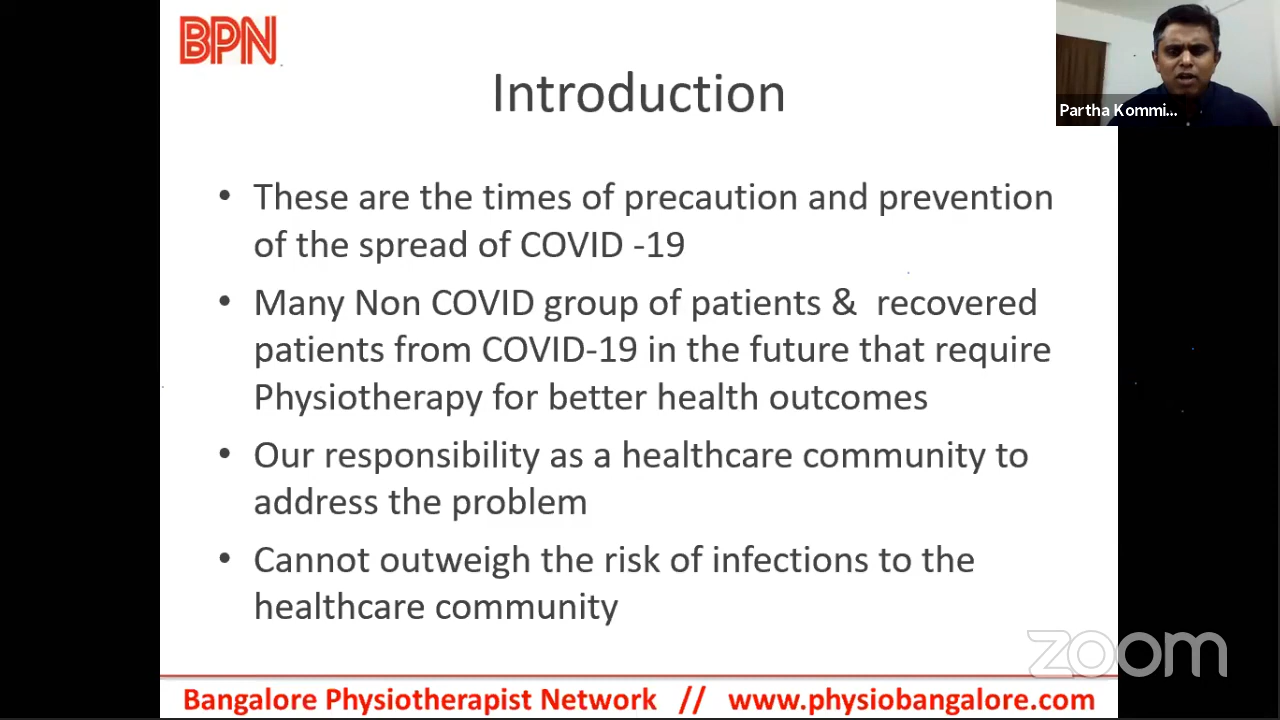 BPN
Introduction
Partha Kommi...
• These are the times of precaution and prevention
of the spread of COVID -19
• Many Non COVID group of patients &  recovered
patients from COVID-19 in the future that require
Physiotherapy for better health outcomes
• Our responsibility as a healthcare community to
address the problem
• Cannot outweigh the risk of infections to the
healthcare community
zoom
Bangalore Physiotherapist Network  //  www.physiobangalore.com